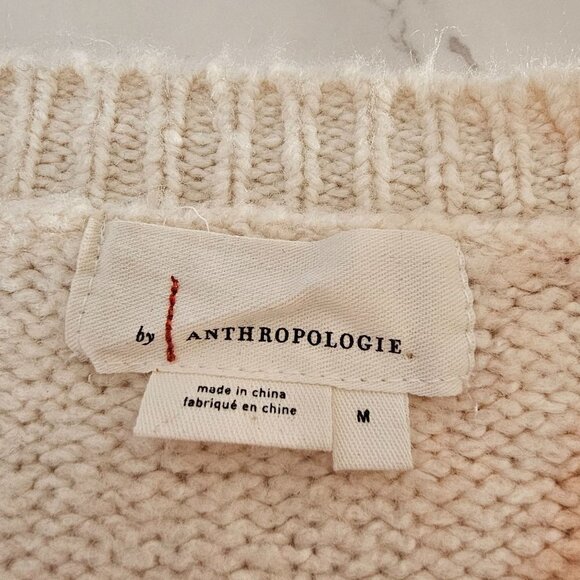 by ANTHROPOLOGIE
made in china
fabriqué en chine
M